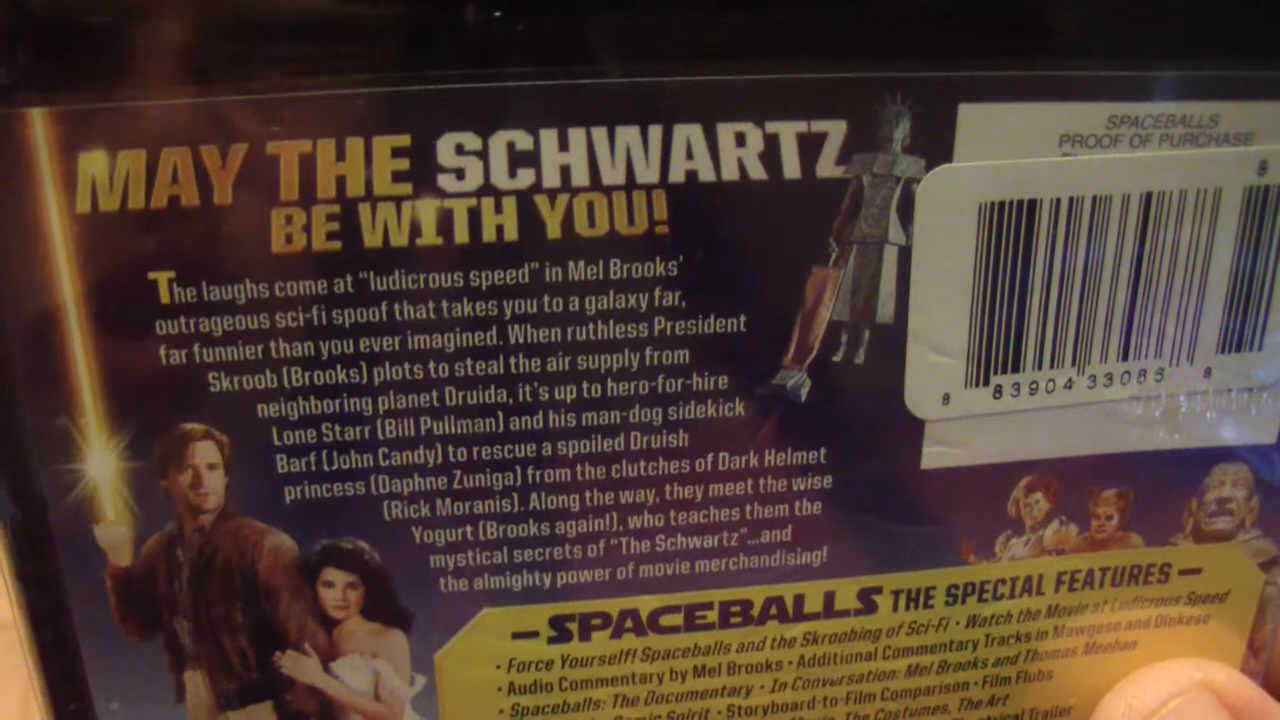 MAY THE SCHWARTZ
BE WITH YOU!
The laughs come at "ludicrous speed" in Mel Brooks'
outrageous sci-fi spoof that takes you to a galaxy far,
far funnier than you ever imagined. When ruthless President
Skroob (Brooks) plots to steal the air supply from
neighboring planet Druida, it's up to hero-for-hire
Lone Starr (Bill Pullman) and his man-dog sidekick
Barf (John Candy) to rescue a spoiled Druish
princess (Daphne Zuniga) from the clutches of Dark Helmet
(Rick Moranis). Along the way, they meet the wise
Yogurt (Brooks again!), who teaches them the
mystical secrets of "The Schwartz"...and
the almighty power of movie merchandising!
SPACEBALLS
PROOF OF PURCHASE
8
8 83904 33086 8
– SPACEBALLS THE SPECIAL FEATURES –
• Force Yourself! Spaceballs and the Skroobing of Sci-Fi • Watch the Movie at Ludicrous Speed
• Audio Commentary by Mel Brooks • Additional Commentary Tracks in Mawgese and Dinkese
• Spaceballs: The Documentary • In Conversation: Mel Brooks and Thomas Meehan
Comic Spirit • Storyboard-to-Film Comparison • Film Flubs
The Costumes, The Art
Trailer